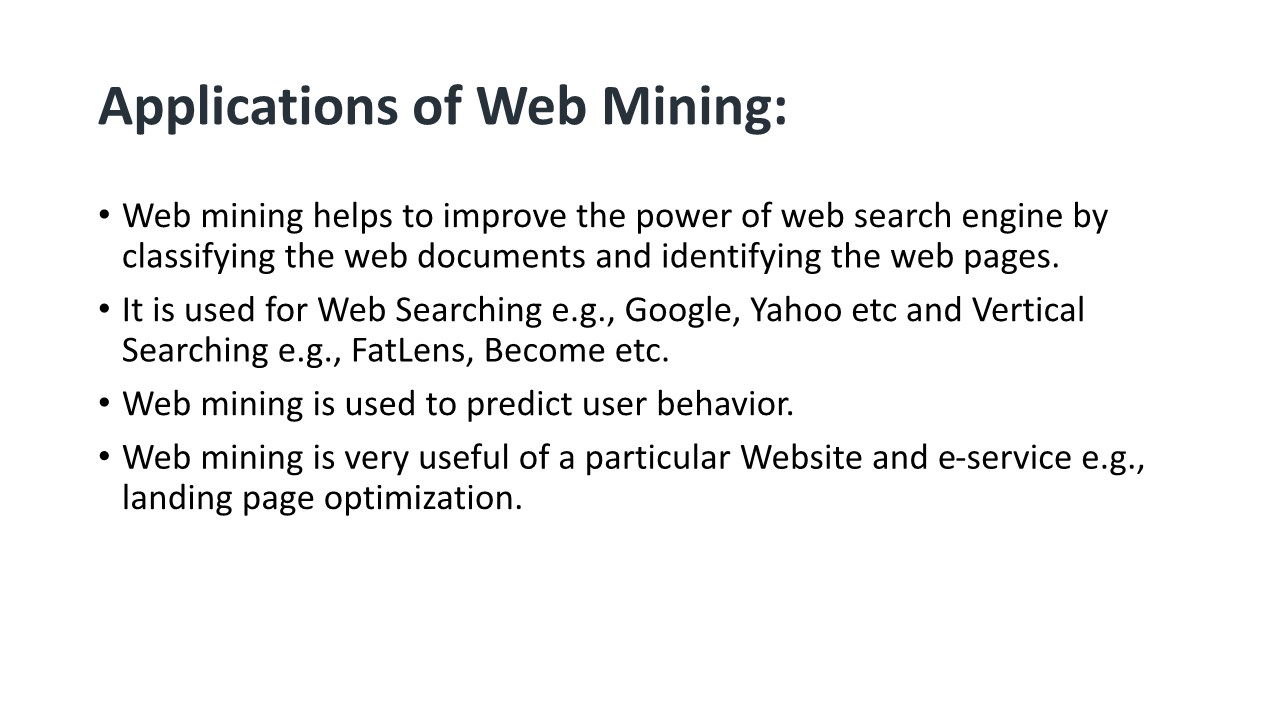 Applications of Web Mining:
• Web mining helps to improve the power of web search engine by
classifying the web documents and identifying the web pages.
• It is used for Web Searching e.g., Google, Yahoo etc and Vertical
Searching e.g., FatLens, Become etc.
• Web mining is used to predict user behavior.
• Web mining is very useful of a particular Website and e-service e.g.,
landing page optimization.